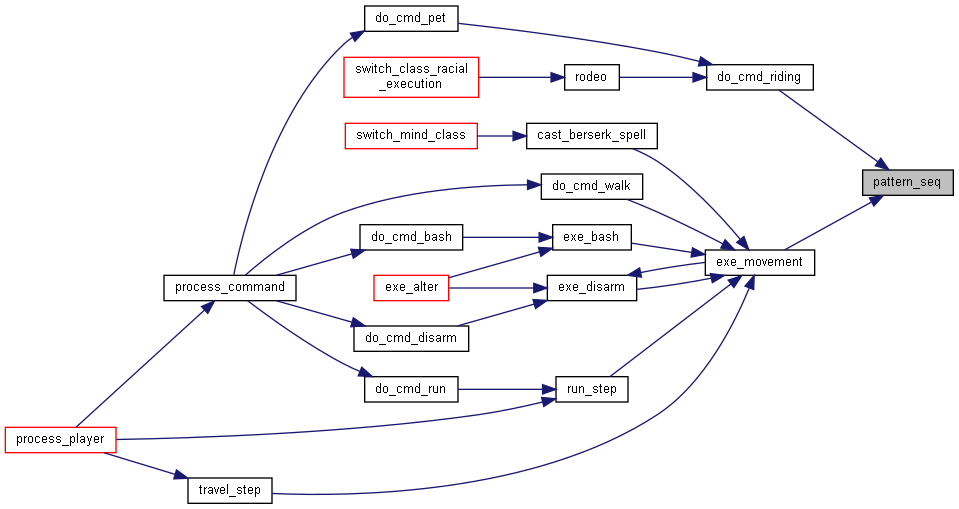 do_cmd_pet
switch_class_racial
_execution
rodeo
do_cmd_riding
switch_mind_class
cast_berserk_spell
pattern_seq
do_cmd_walk
do_cmd_bash
exe_bash
exe_movement
process_command
exe_alter
exe_disarm
do_cmd_disarm
do_cmd_run
run_step
process_player
travel_step